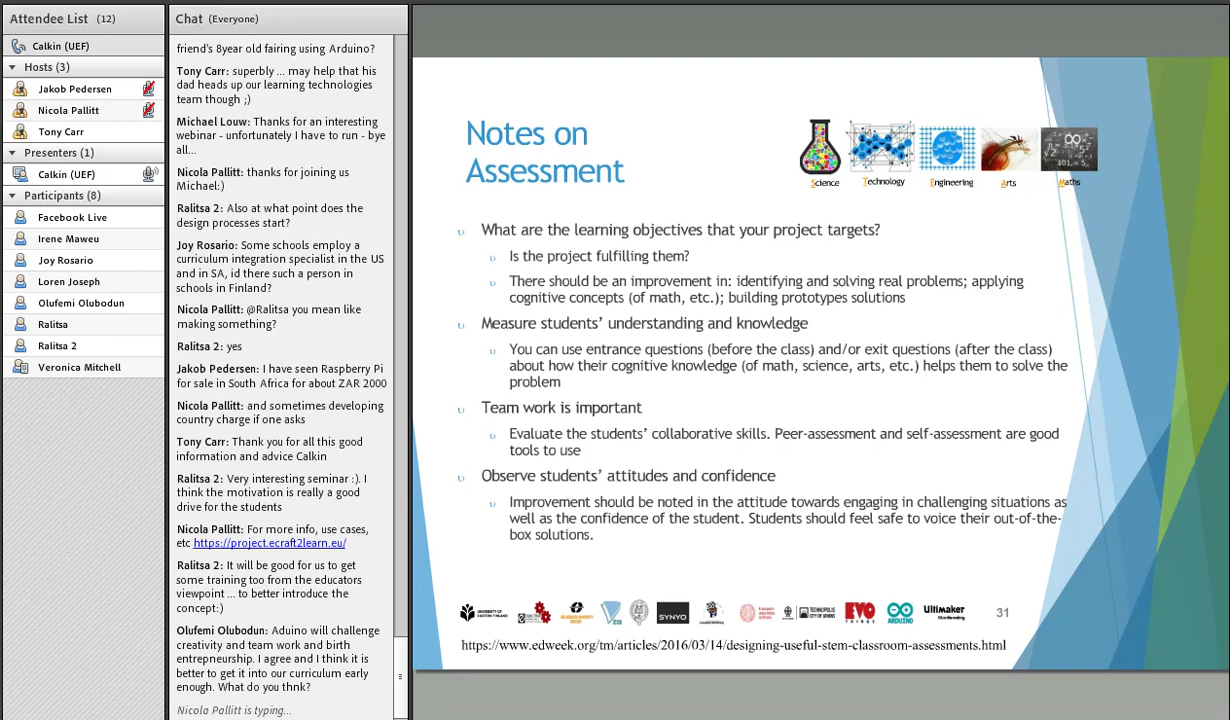 Attendee List (12)
Calkin (UEF)
Hosts (3)
Jakob Pedersen
Nicola Pallitt
Tony Carr
Presenters (1)
Calkin (UEF)
Participants (8)
Facebook Live
Irene Maweu
Joy Rosario
Loren Joseph
Olufemi Olubodun
Ralitsa
Ralitsa 2
Veronica Mitchell
Chat (Everyone)
friend's 8year old fairing using Arduino?
Tony Carr: superbly ... may help that his
dad heads up our learning technologies
team though ;)
Michael Louw: Thanks for an interesting
webinar - unfortunately I have to run - bye
all...
Nicola Pallitt: thanks for joining us
Michael:)
Ralitsa 2: Also at what point does the
design processes start?
Joy Rosario: Some schools employ a
curriculum integration specialist in the US
and in SA, id there such a person in
schools in Finland?
Nicola Pallitt: @Ralitsa you mean like
making something?
Ralitsa 2: yes
Jakob Pedersen: I have seen Raspberry Pi
for sale in South Africa for about ZAR 2000
Nicola Pallitt: and sometimes developing
country charge if one asks
Tony Carr: Thank you for all this good
information and advice Calkin
Ralitsa 2: Very interesting seminar :). I
think the motivation is really a good
drive for the students
Nicola Pallitt: For more info, use cases,
etc https://project.ecraft2learn.eu/
Ralitsa 2: It will be good for us to get
some training too from the educators
viewpoint ... to better introduce the
concept:)
Olufemi Olubodun: Aduino will challenge
creativity and team work and birth
entrepneurship. I agree and I think it is
better to get it into our curriculum early
enough. What do you thnk?
Nicola Pallitt is typing...
Notes on
Assessment
Science
Technology
Engineering
Arts
Maths
What are the learning objectives that your project targets?
Is the project fulfilling them?
There should be an improvement in: identifying and solving real problems; applying
cognitive concepts (of math, etc.); building prototypes solutions
Measure students' understanding and knowledge
You can use entrance questions (before the class) and/or exit questions (after the class)
about how their cognitive knowledge (of math, science, arts, etc.) helps them to solve the
problem
Team work is important
Evaluate the students' collaborative skills. Peer-assessment and self-assessment are good
tools to use
Observe students' attitudes and confidence
Improvement should be noted in the attitude towards engaging in challenging situations as
well as the confidence of the student. Students should feel safe to voice their out-of-the-
box solutions.
UNIVERSITY OF
EASTERN FINLAND
ZSI
SYNYO
TECHNOPOLIS
CITY OF ATHENS
EVO
ARDUINO
Ultimaker
31
https://www.edweek.org/tm/articles/2016/03/14/designing-useful-stem-classroom-assessments.html